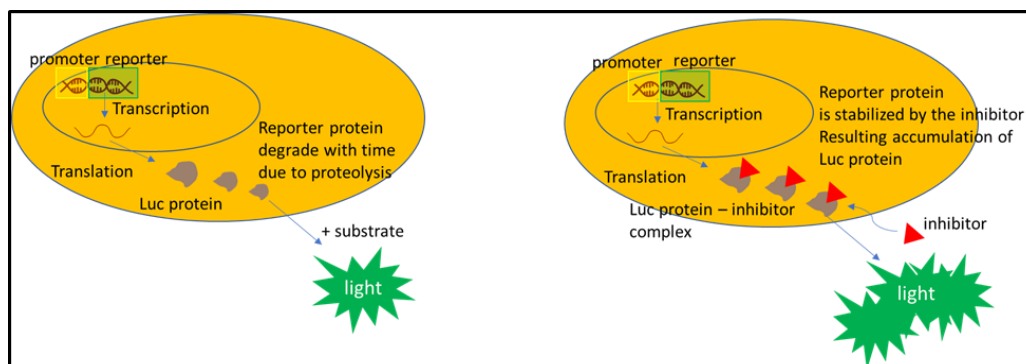 promoter reporter
Transcription
Reporter protein
degrade with time
due to proteolysis
Translation
Luc protein
+ substrate
light
promoter reporter
Transcription
Reporter protein
is stabilized by the inhibitor
Resulting accumulation of
Luc protein
Translation
Luc protein – inhibitor
complex
inhibitor
light